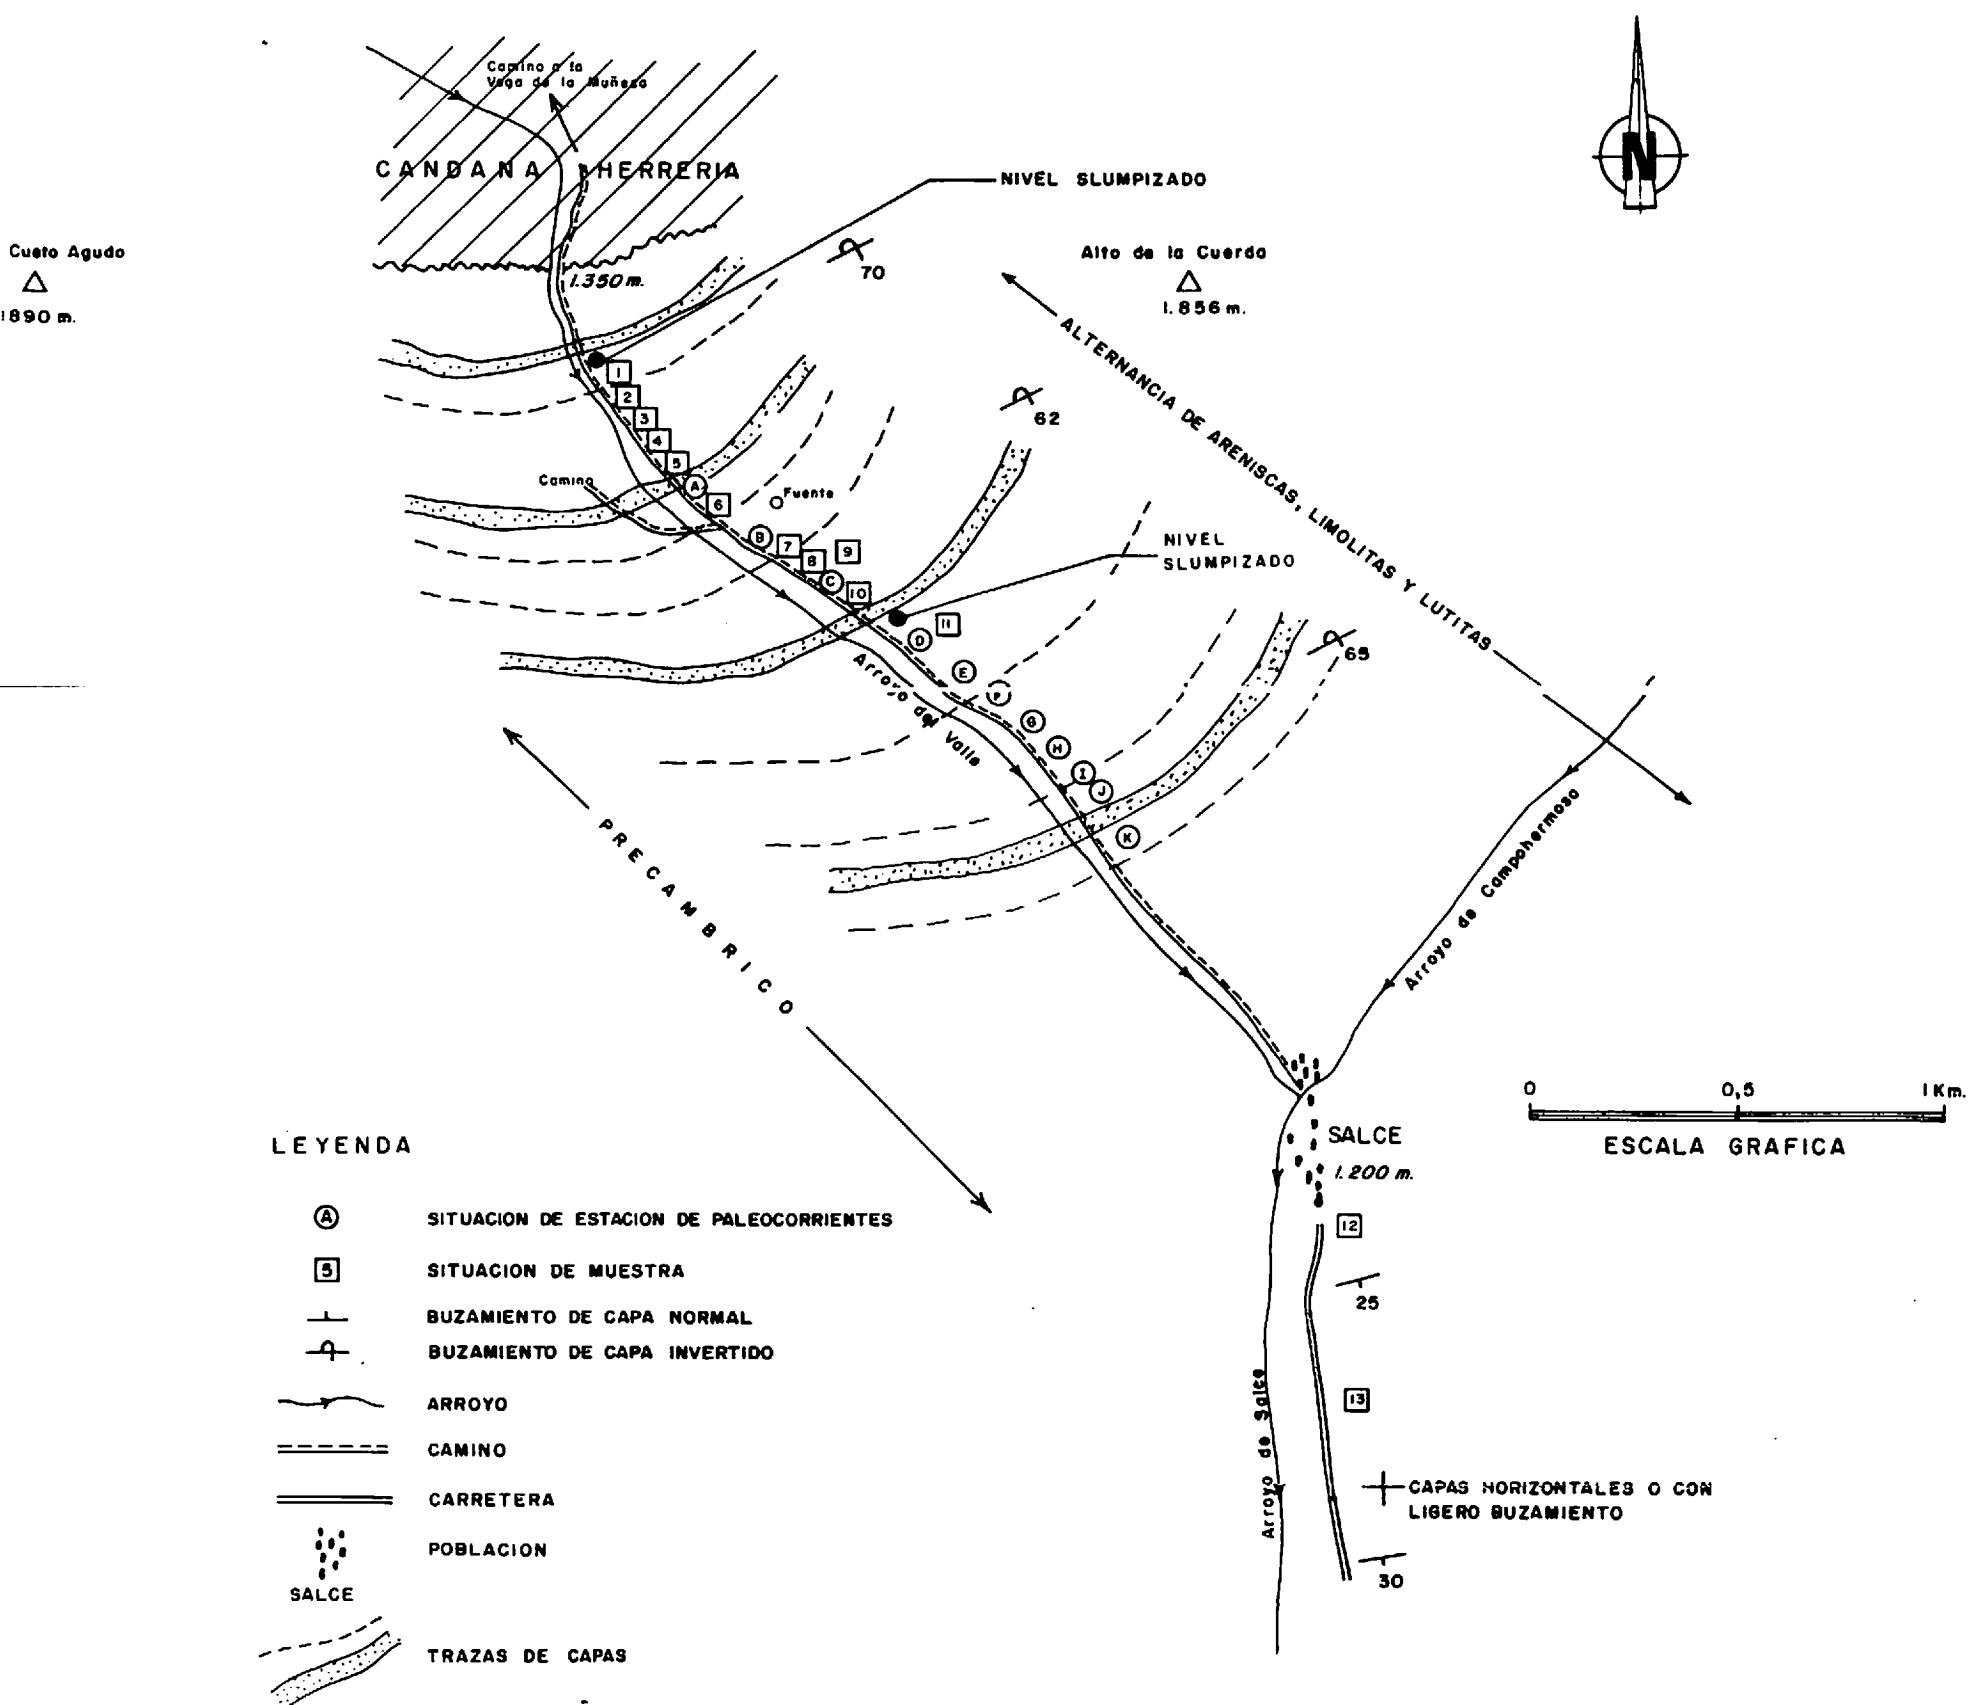 Camino a la
Vega de la Muñeca
CANDANA HERRERIA
NIVEL SLUMPIZADO
N
Cueto Agudo
1890 m.
1.350 m.
70
Alto de la Cuerda
1.856 m.
ALTERNANCIA DE ARENISCAS, LIMOLITAS Y LUTITAS
1
2
3
4
5
A
6
Camino
Fuente
62
B
7
8
9
C
10
NIVEL
SLUMPIZADO
11
D
E
F
G
H
I
J
K
65
Arroyo del Valle
PRECAMBRICO
Arroyo de Campohermoso
0 0,5 1 Km.
ESCALA GRAFICA
SALCE
1.200 m.
12
25
13
Arroyo de Salce
CAPAS HORIZONTALES O CON
LIGERO BUZAMIENTO
30
LEYENDA
A SITUACION DE ESTACION DE PALEOCORRIENTES
5 SITUACION DE MUESTRA
BUZAMIENTO DE CAPA NORMAL
BUZAMIENTO DE CAPA INVERTIDO
ARROYO
CAMINO
CARRETERA
POBLACION
SALCE
TRAZAS DE CAPAS